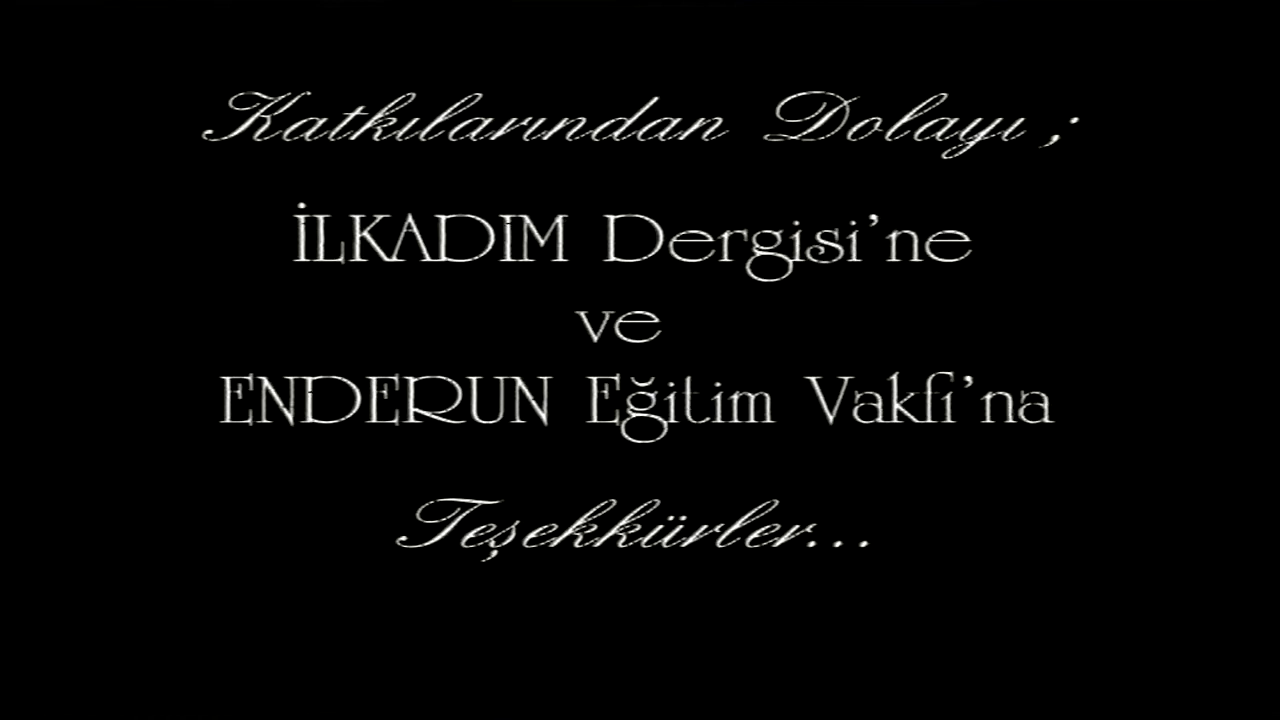 Katkılarından Dolayı ;
İLKADIM Dergisi'ne
ve
ENDERUN Eğitim Vakfı'na
Teşekkürler...